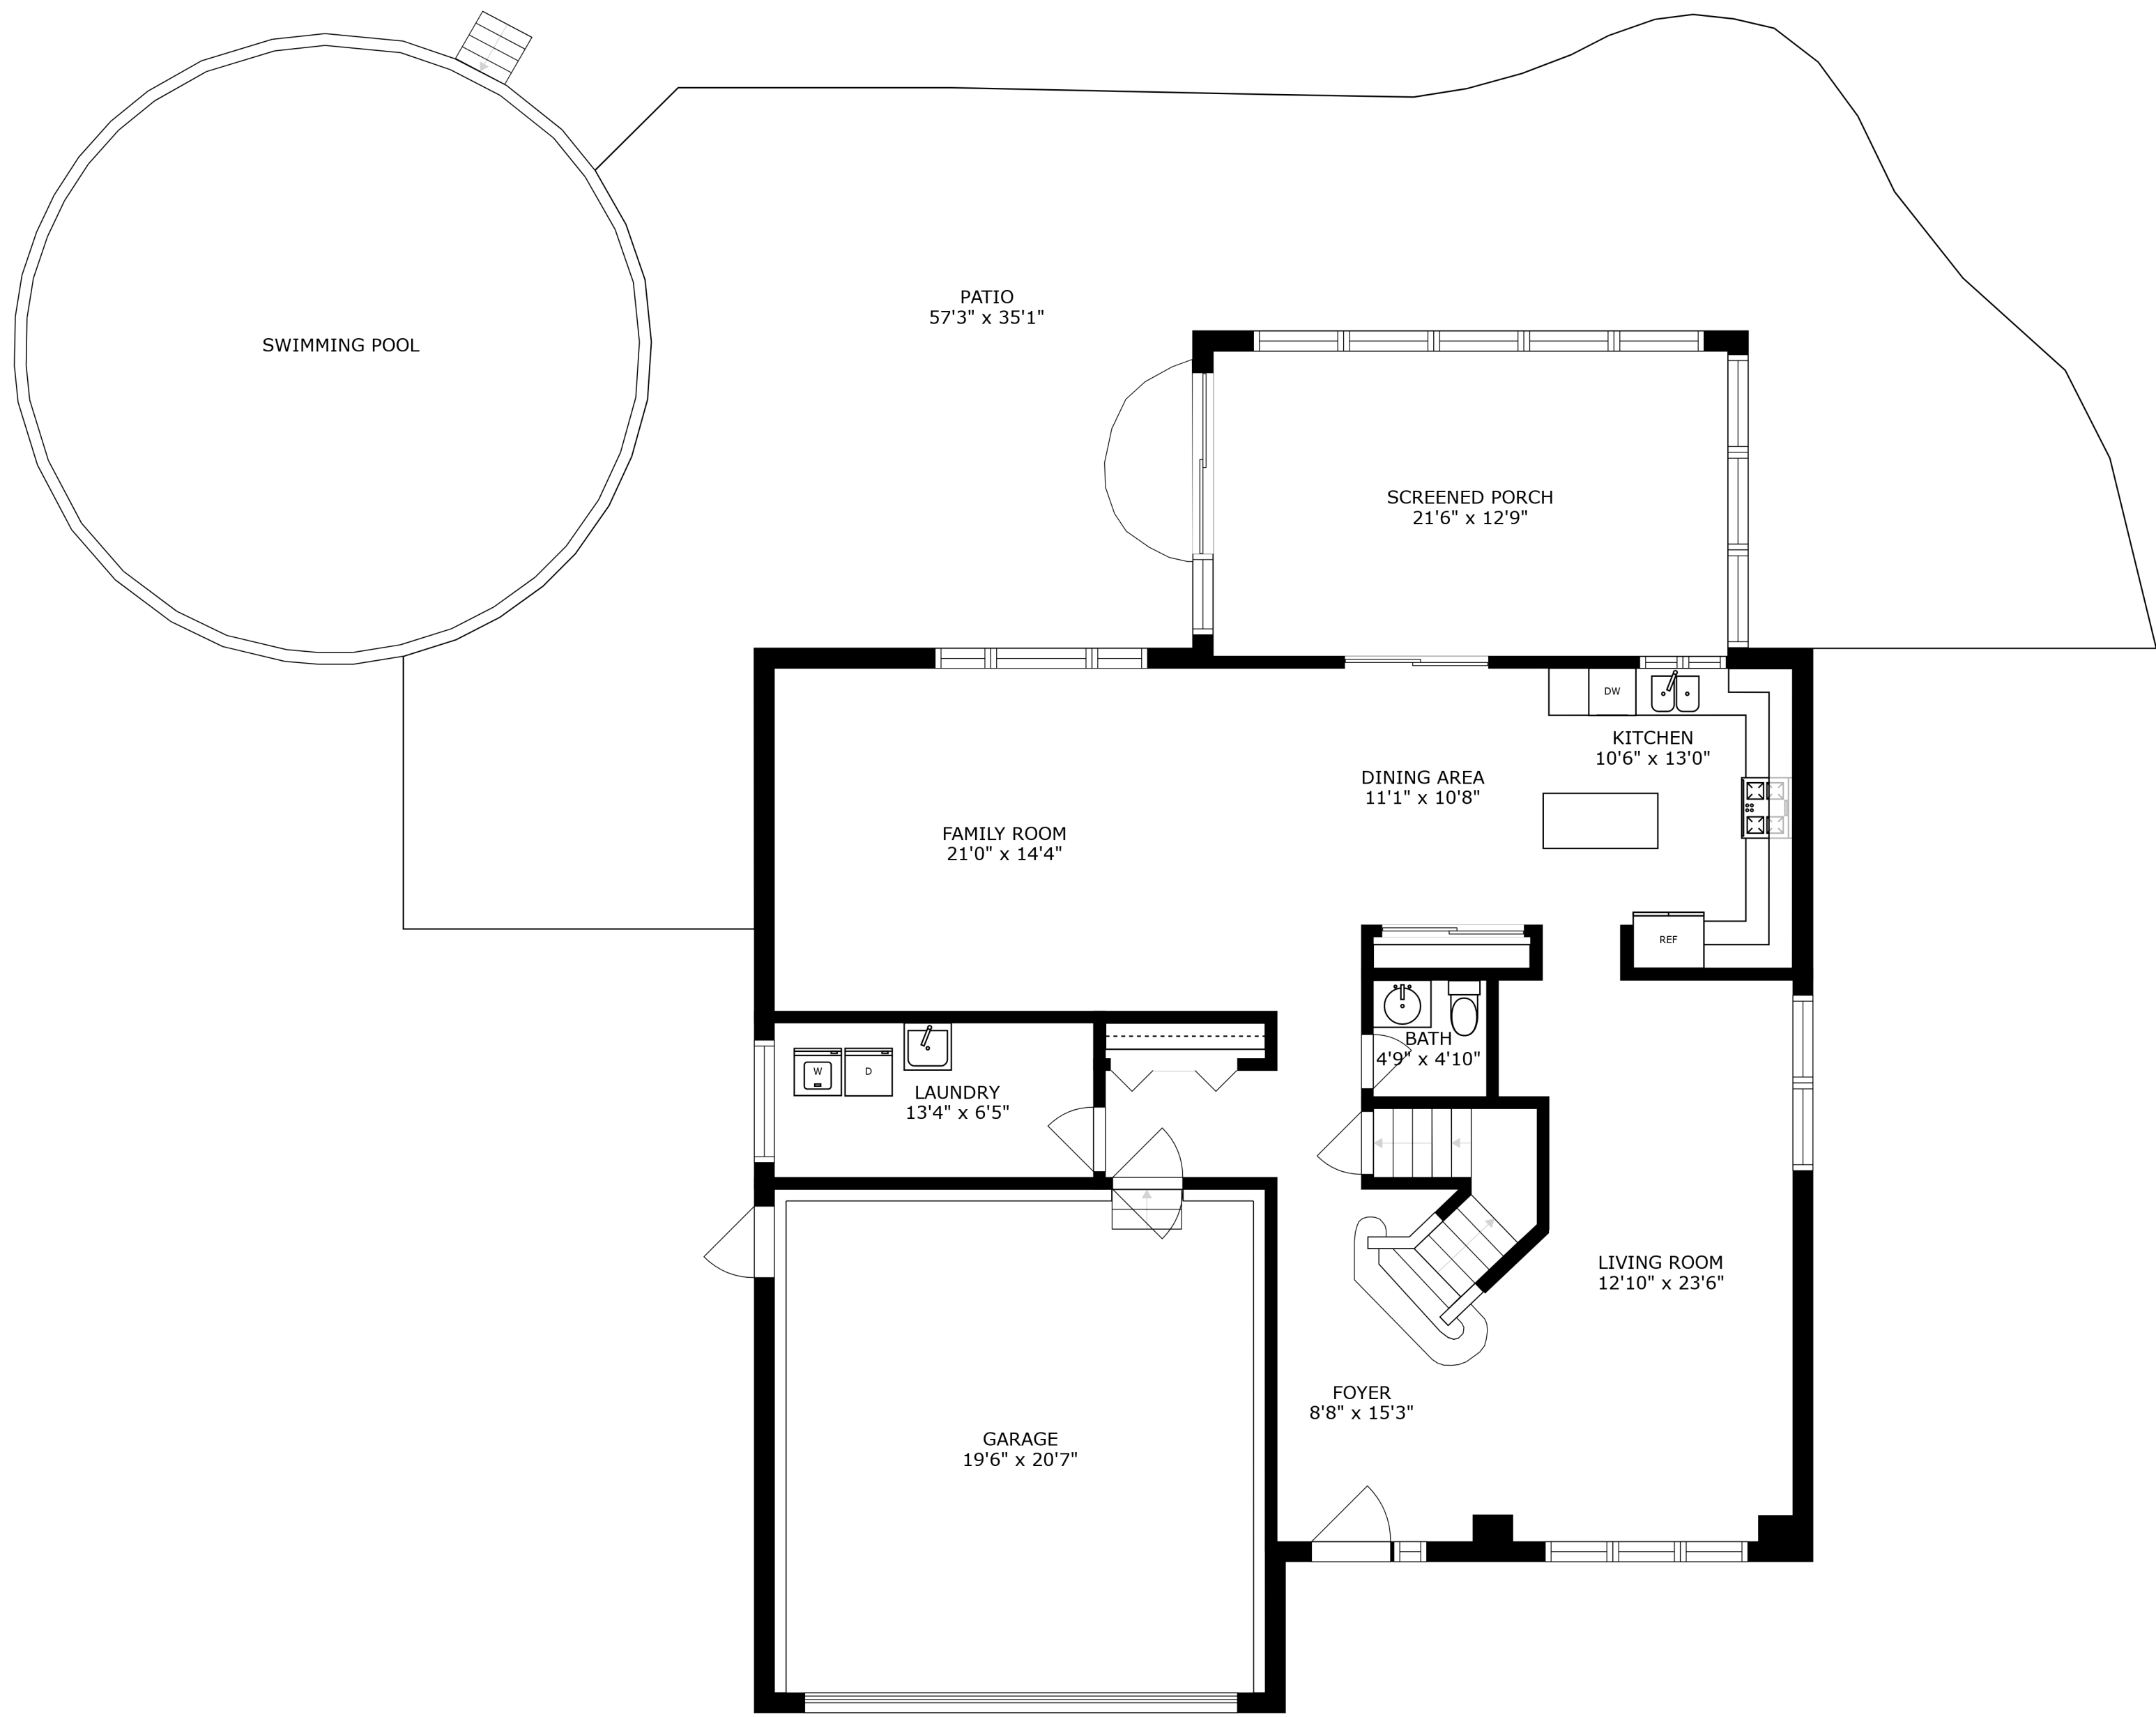 PATIO
57'3" x 35'1"
SWIMMING POOL
SCREENED PORCH
21'6" x 12'9"
DW
KITCHEN
10'6" x 13'0"
DINING AREA
11'1" x 10'8"
FAMILY ROOM
21'0" x 14'4"
REF
BATH
4'9" x 4'10"
W
D
LAUNDRY
13'4" x 6'5"
LIVING ROOM
12'10" x 23'6"
FOYER
8'8" x 15'3"
GARAGE
19'6" x 20'7"